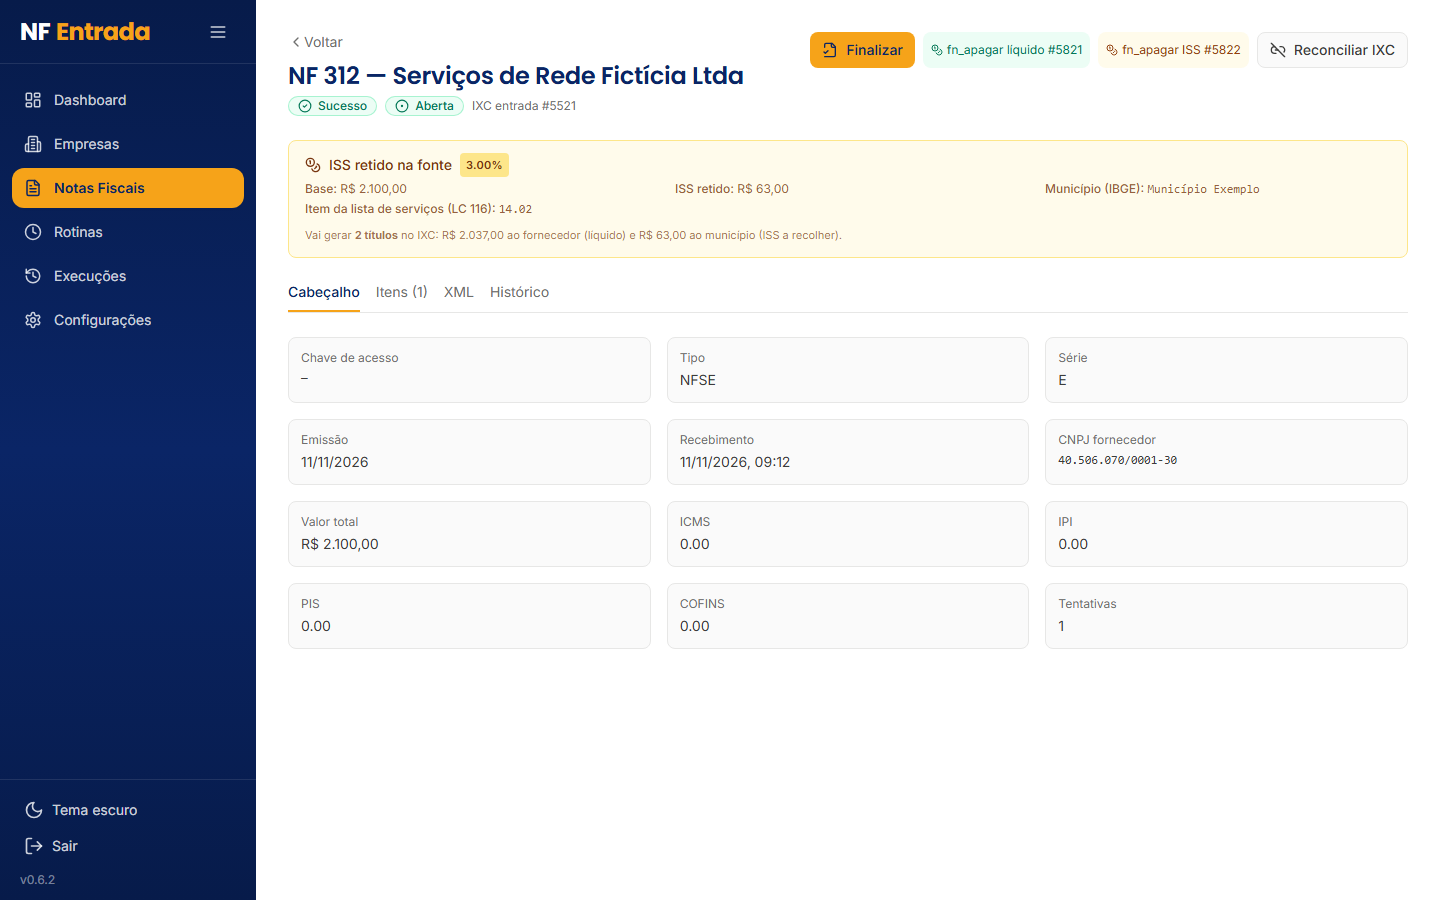 NF Entrada
Dashboard
Empresas
Notas Fiscais
Rotinas
Execuções
Configurações
Tema escuro
Sair
v0.6.2
Voltar
NF 312 — Serviços de Rede Fictícia Ltda
Sucesso
Aberta
IXC entrada #5521
Finalizar
fn_apagar líquido #5821
fn_apagar ISS #5822
Reconciliar IXC
ISS retido na fonte 3.00%
Base: R$ 2.100,00
ISS retido: R$ 63,00
Município (IBGE): Município Exemplo
Item da lista de serviços (LC 116): 14.02
Vai gerar 2 títulos no IXC: R$ 2.037,00 ao fornecedor (líquido) e R$ 63,00 ao município (ISS a recolher).
Cabeçalho
Itens (1)
XML
Histórico
Chave de acesso
–
Tipo
NFSE
Série
E
Emissão
11/11/2026
Recebimento
11/11/2026, 09:12
CNPJ fornecedor
40.506.070/0001-30
Valor total
R$ 2.100,00
ICMS
0.00
IPI
0.00
PIS
0.00
COFINS
0.00
Tentativas
1